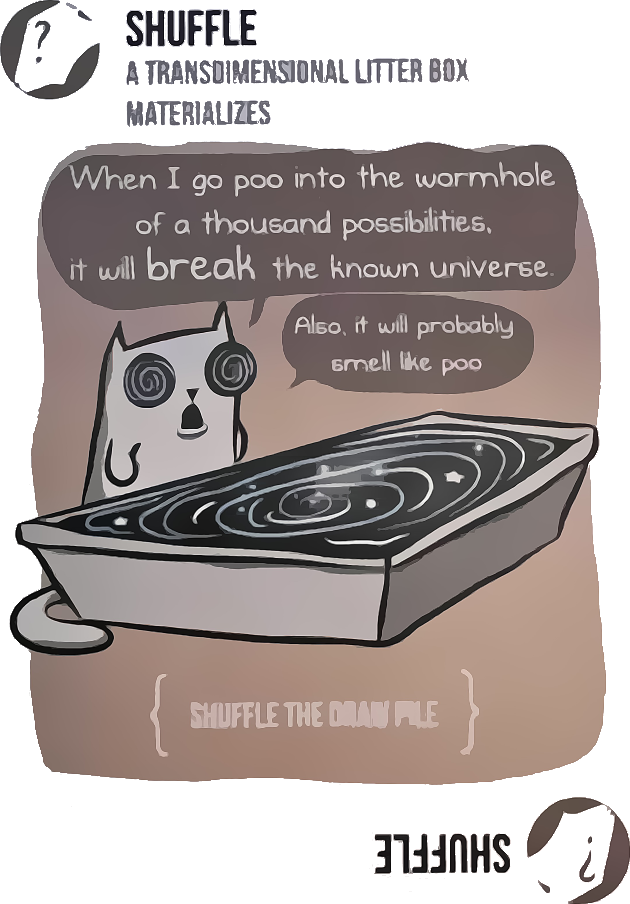 ?
SHUFFLE
A TRANSDIMENSIONAL LITTER BOX
MATERIALIZES
When I go poo into the wormhole
of a thousand possibilities,
it will break the known universe.
Also, it will probably
smell like poo
SHUFFLE THE DRAW PILE
SHUFFLE
?